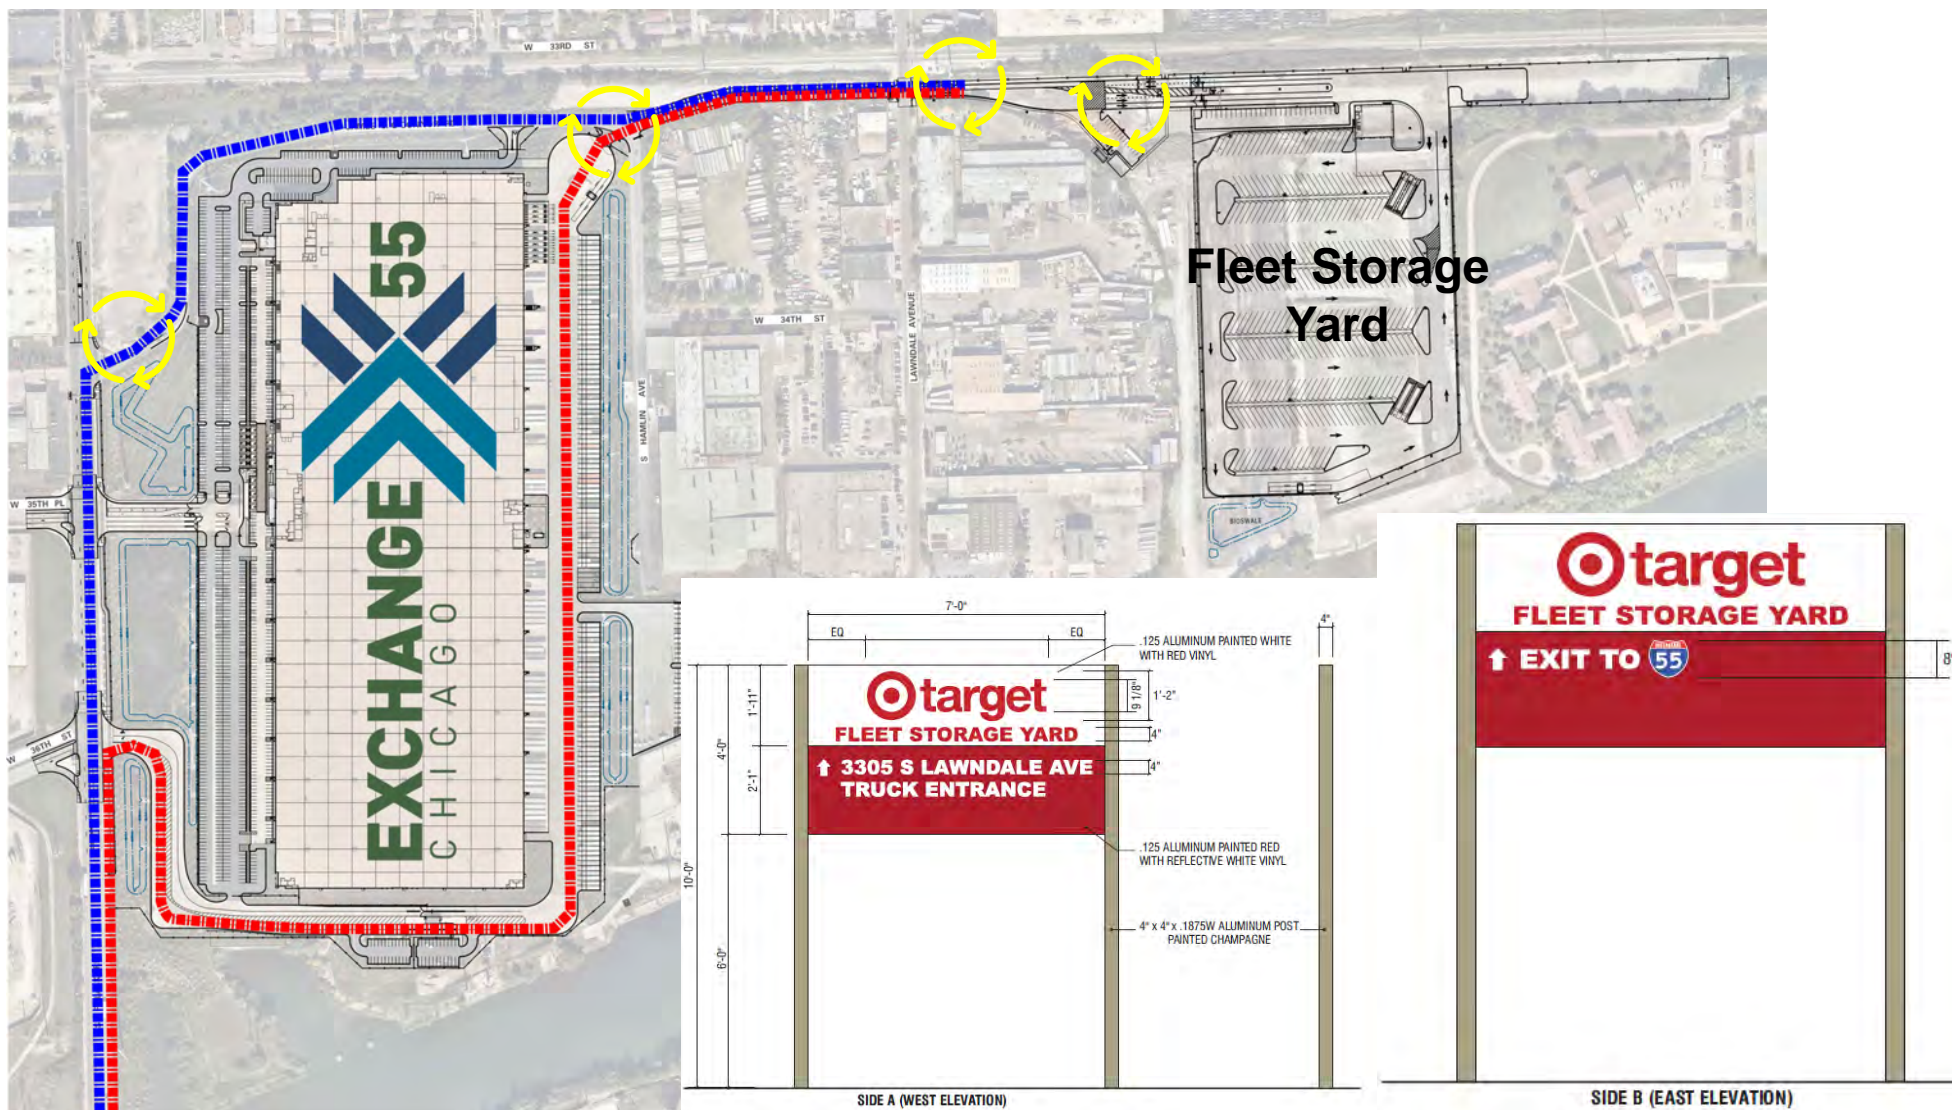 W 33RD ST
55
EXCHANGE
CHICAGO
Fleet Storage
Yard
W 34TH ST
LAWNDALE AVENUE
S HAMLIN AVE
W 35TH PL
W 36TH ST
BIOSWALE
7'-0"
EQ
EQ
4"
.125 ALUMINUM PAINTED WHITE
WITH RED VINYL
target
FLEET STORAGE YARD
3305 S LAWNDALE AVE
TRUCK ENTRANCE
1'-11"
4'-0"
2'-1"
10'-0"
6'-0"
9 1/8"
1'-2"
4"
4"
.125 ALUMINUM PAINTED RED
WITH REFLECTIVE WHITE VINYL
4" x 4" x .1875W ALUMINUM POST
PAINTED CHAMPAGNE
SIDE A (WEST ELEVATION)
target
FLEET STORAGE YARD
EXIT TO 55
8"
SIDE B (EAST ELEVATION)